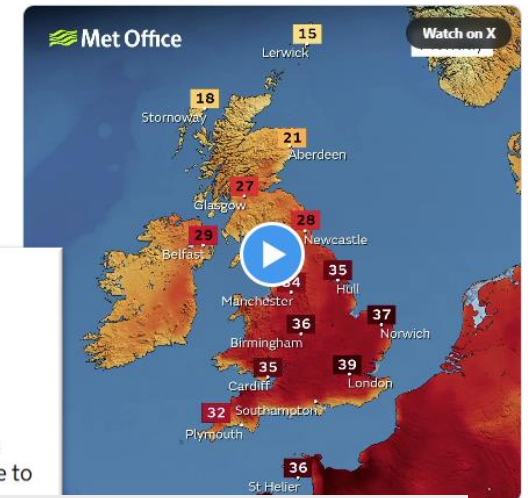 Met Office
Watch on X
15
Lerwick
18
Stornoway
21
Aberdeen
27
Glasgow
28
Newcastle
29
Belfast
35
Hull
Manchester
37
Norwich
36
Birmingham
39
London
35
Cardiff
32
Southampton
Plymouth
36
St Helier
e to